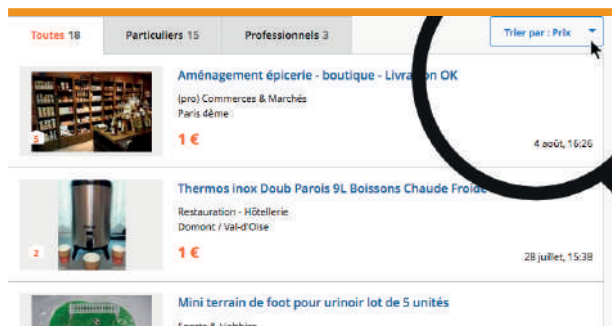 Toutes 18
Particuliers 15
Professionnels 3
Trier par : Prix
Aménagement épicerie - boutique - Livraison OK
(pro) Commerces & Marchés
Paris 4ème
1 €
5
4 août, 16:26
Thermos inox Doub Parois 9L Boissons Chaude Froide
Restauration - Hôtellerie
Domont / Val-d'Oise
1 €
2
28 juillet, 15:38
Mini terrain de foot pour urinoir lot de 5 unités
Sports & Hobbies